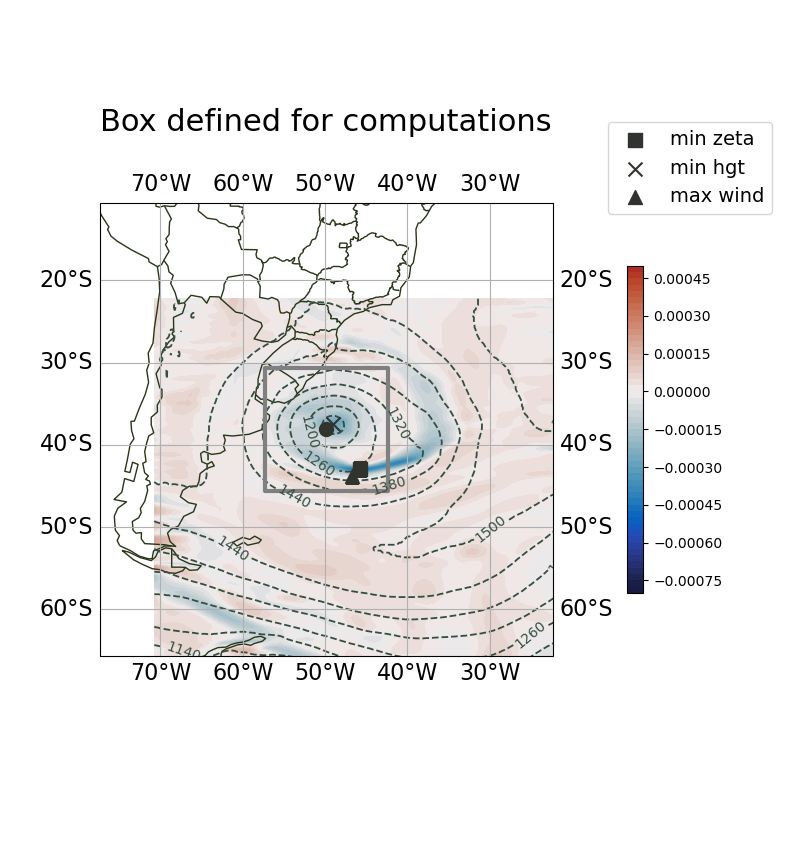 Box defined for computations
min zeta
min hgt
max wind
70°W 60°W 50°W 40°W 30°W
20°S 20°S
30°S 30°S
40°S 40°S
50°S 50°S
60°S 60°S
70°W 60°W 50°W 40°W 30°W
0.00045
0.00030
0.00015
0.00000
−0.00015
−0.00030
−0.00045
−0.00060
−0.00075
1320
1200
1260
1380
1440
1500
1440
1260
1140